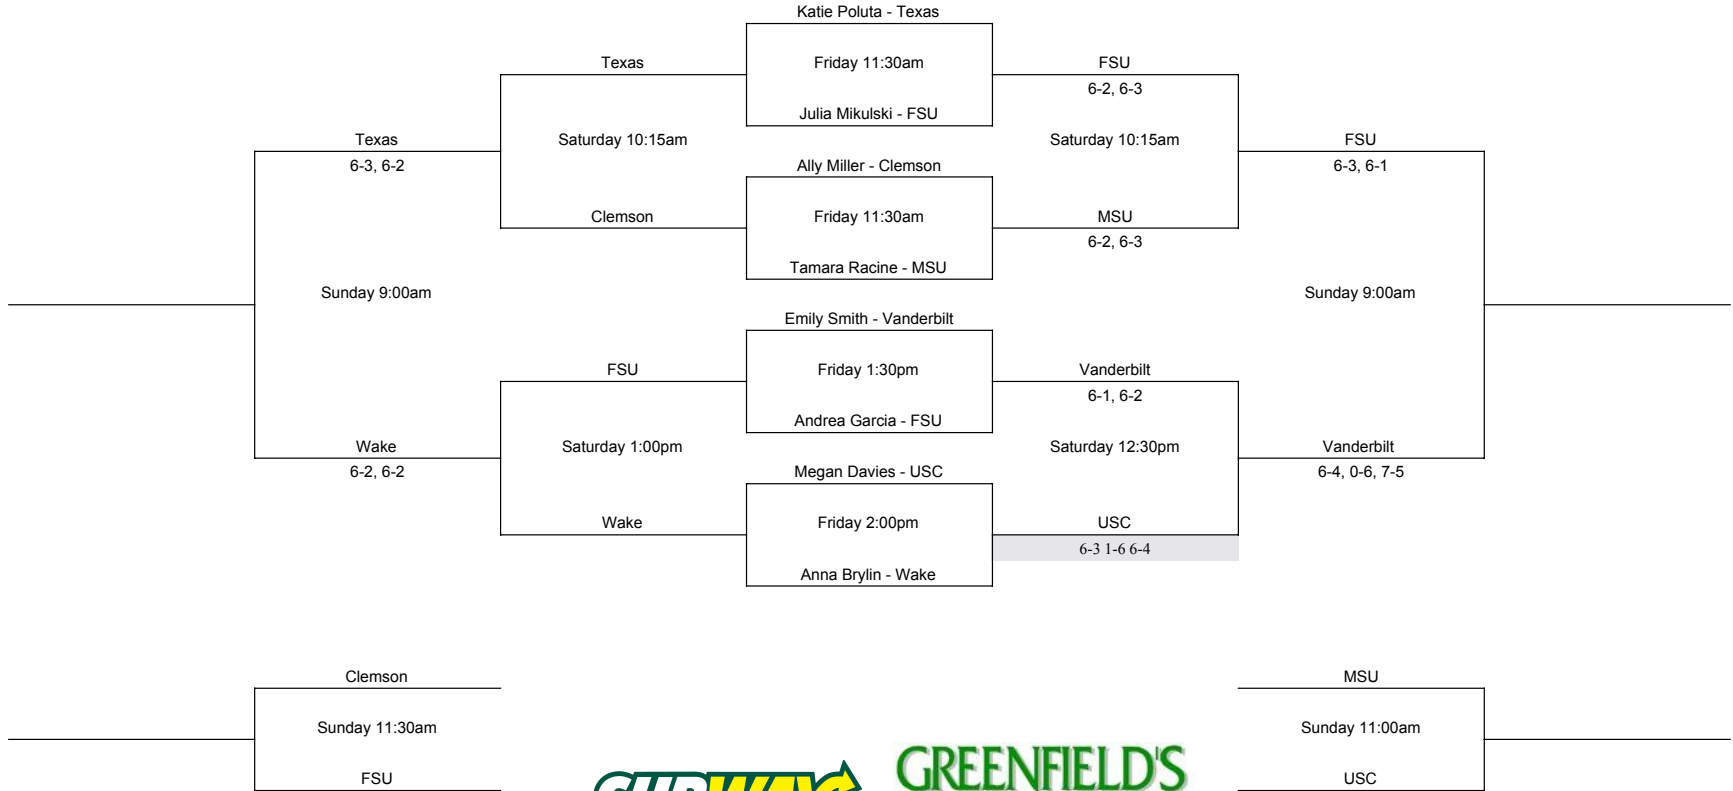 Katie Poluta - Texas
Texas
Friday 11:30am
FSU
6-2, 6-3
Julia Mikulski - FSU
Texas
Saturday 10:15am
Saturday 10:15am
FSU
6-3, 6-2
Ally Miller - Clemson
6-3, 6-1
Clemson
Friday 11:30am
MSU
6-2, 6-3
Tamara Racine - MSU
Sunday 9:00am
Sunday 9:00am
Emily Smith - Vanderbilt
FSU
Friday 1:30pm
Vanderbilt
6-1, 6-2
Andrea Garcia - FSU
Wake
Saturday 1:00pm
Saturday 12:30pm
Vanderbilt
6-2, 6-2
Megan Davies - USC
6-4, 0-6, 7-5
Wake
Friday 2:00pm
USC
6-3 1-6 6-4
Anna Brylin - Wake
Clemson
MSU
Sunday 11:30am
Sunday 11:00am
FSU
SUBWAY
GREENFIELD'S
USC